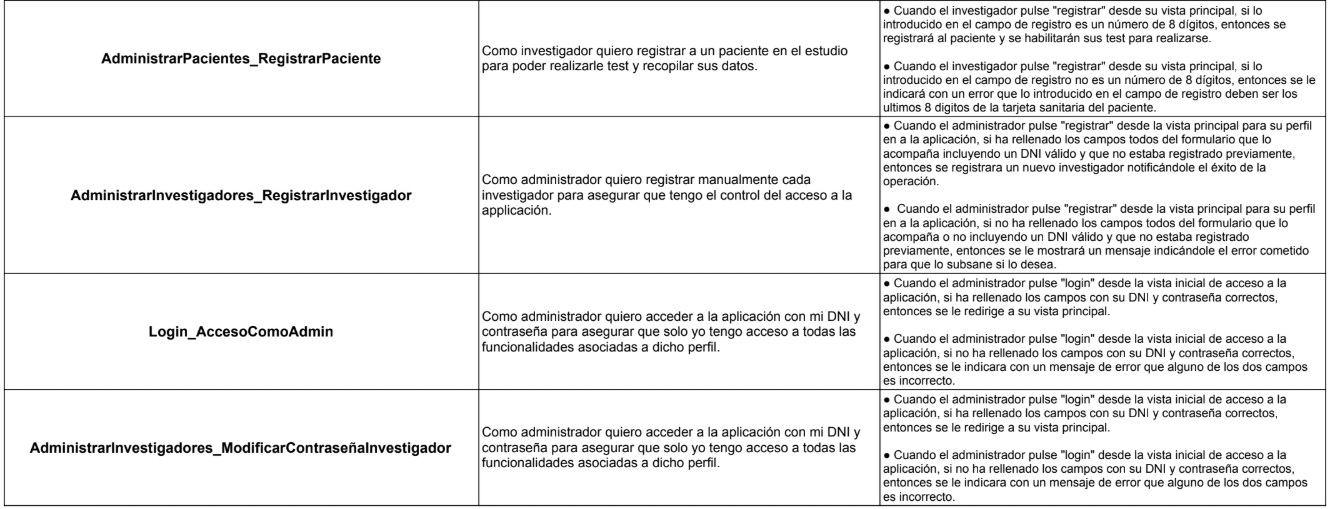 AdministrarPacientes_RegistrarPaciente
Como investigador quiero registrar a un paciente en el estudio
para poder realizarle test y recopilar sus datos.
● Cuando el investigador pulse "registrar" desde su vista principal, si lo
introducido en el campo de registro es un número de 8 dígitos, entonces se
registrará al paciente y se habilitarán sus test para realizarse.
● Cuando el investigador pulse "registrar" desde su vista principal, si lo
introducido en el campo de registro no es un número de 8 dígitos, entonces se le
indicará con un error que lo introducido en el campo de registro deben ser los
ultimos 8 digitos de la tarjeta sanitaria del paciente.
AdministrarInvestigadores_RegistrarInvestigador
Como administrador quiero registrar manualmente cada
investigador para asegurar que tengo el control del acceso a la
appplicación.
● Cuando el administrador pulse "registrar" desde la vista principal para su perfil
en a la aplicación, si ha rellenado los campos todos del formulario que lo
acompaña incluyendo un DNI válido y que no estaba registrado previamente,
entonces se registrara un nuevo investigador notificándole el éxito de la
operación.
● Cuando el administrador pulse "registrar" desde la vista principal para su perfil
en a la aplicación, si no ha rellenado los campos todos del formulario que lo
acompaña o no incluyendo un DNI válido y que no estaba registrado
previamente, entonces se le mostrará un mensaje indicándole el error cometido
para que lo subsane si lo desea.
Login_AccesoComoAdmin
Como administrador quiero acceder a la aplicación con mi DNI y
contraseña para asegurar que solo yo tengo acceso a todas las
funcionalidades asociadas a dicho perfil.
● Cuando el administrador pulse "login" desde la vista inicial de acceso a la
aplicación, si ha rellenado los campos con su DNI y contraseña correctos,
entonces se le redirige a su vista principal.
● Cuando el administrador pulse "login" desde la vista inicial de acceso a la
aplicación, si no ha rellenado los campos con su DNI y contraseña correctos,
entonces se le indicara con un mensaje de error que alguno de los dos campos
es incorrecto.
AdministrarInvestigadores_ModificarContraseñaInvestigador
Como administrador quiero acceder a la aplicación con mi DNI y
contraseña para asegurar que solo yo tengo acceso a todas las
funcionalidades asociadas a dicho perfil.
● Cuando el administrador pulse "login" desde la vista inicial de acceso a la
aplicación, si ha rellenado los campos con su DNI y contraseña correctos,
entonces se le redirige a su vista principal.
● Cuando el administrador pulse "login" desde la vista inicial de acceso a la
aplicación, si no ha rellenado los campos con su DNI y contraseña correctos,
entonces se le indicara con un mensaje de error que alguno de los dos campos
es incorrecto.